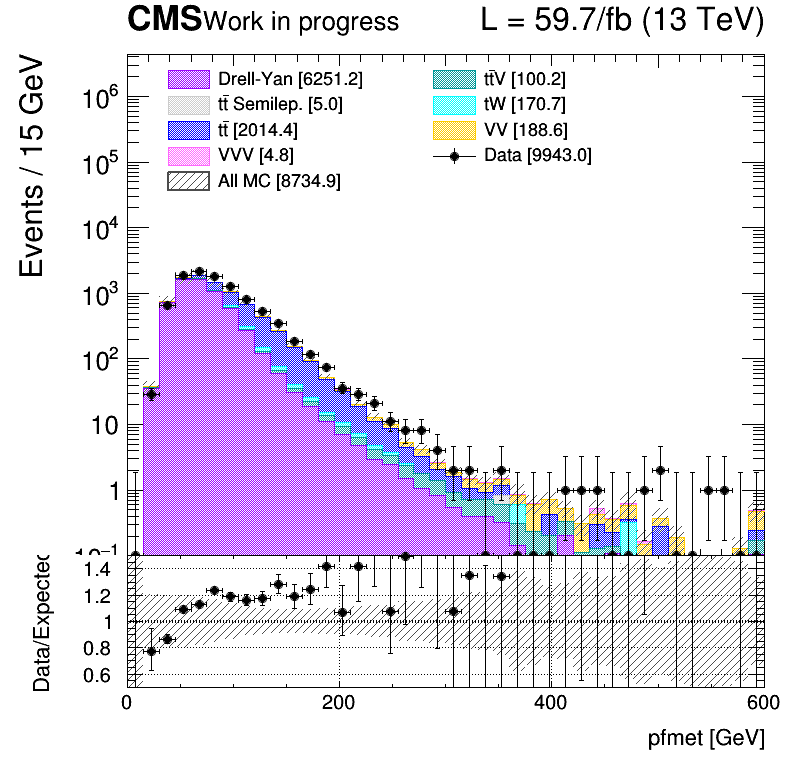 CMS Work in progress L = 59.7/fb (13 TeV)
Events / 15 GeV
Drell-Yan [6251.2] tt̄V [100.2]
tt̄ Semilep. [5.0] tW [170.7]
tt̄ [2014.4] VV [188.6]
VVV [4.8] Data [9943.0]
All MC [8734.9]
10⁶
10⁵
10⁴
10³
10²
10
1
10⁻¹
Data/Expected
1.4
1.2
1
0.8
0.6
0 200 400 600
pfmet [GeV]